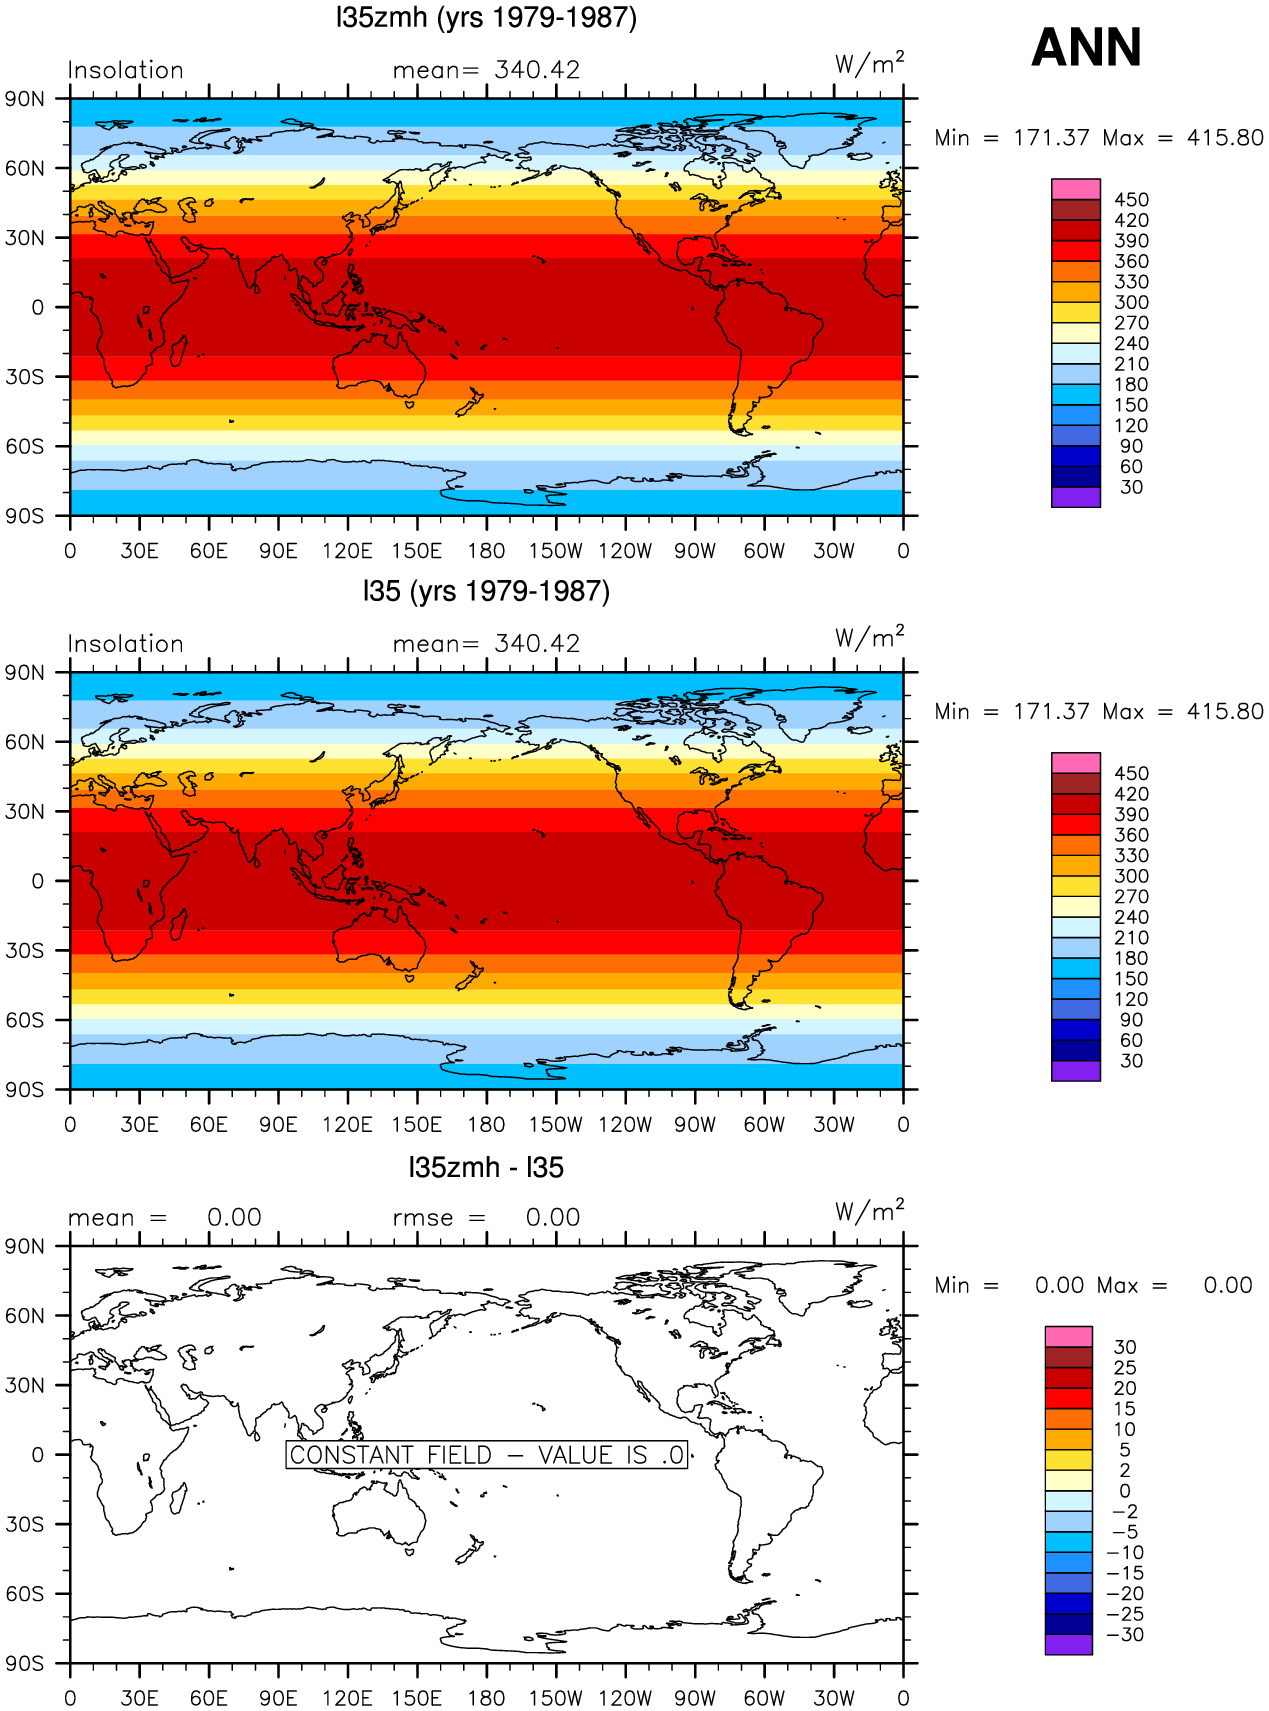 l35zmh (yrs 1979-1987)
ANN
Insolation mean= 340.42 W/m²
Min = 171.37 Max = 415.80
90N
60N
30N
0
30S
60S
90S
0 30E 60E 90E 120E 150E 180 150W 120W 90W 60W 30W 0
450
420
390
360
330
300
270
240
210
180
150
120
90
60
30
l35 (yrs 1979-1987)
Insolation mean= 340.42 W/m²
Min = 171.37 Max = 415.80
90N
60N
30N
0
30S
60S
90S
0 30E 60E 90E 120E 150E 180 150W 120W 90W 60W 30W 0
450
420
390
360
330
300
270
240
210
180
150
120
90
60
30
l35zmh - l35
mean = 0.00 rmse = 0.00 W/m²
Min = 0.00 Max = 0.00
90N
60N
30N
0
30S
60S
90S
CONSTANT FIELD – VALUE IS .0
0 30E 60E 90E 120E 150E 180 150W 120W 90W 60W 30W 0
30
25
20
15
10
5
2
0
−2
−5
−10
−15
−20
−25
−30